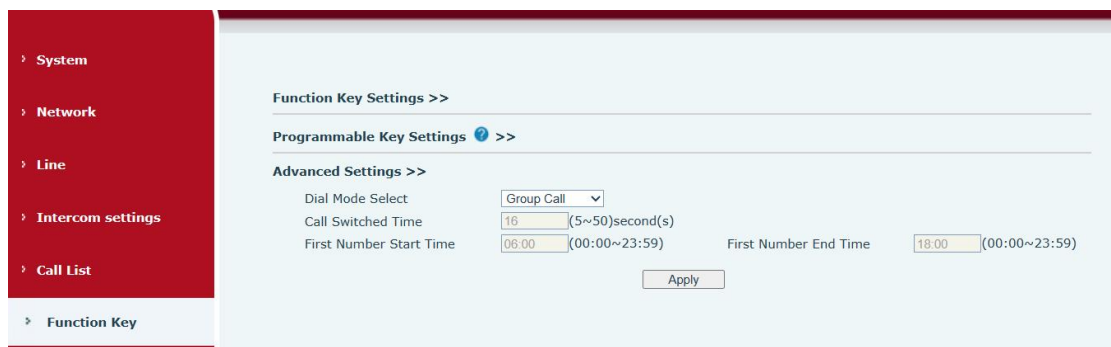 System
Network
Line
Intercom settings
Call List
Function Key
Function Key Settings >>
Programmable Key Settings ? >>
Advanced Settings >>
Dial Mode Select Group Call
Call Switched Time 16 (5~50)second(s)
First Number Start Time 06:00 (00:00~23:59) First Number End Time 18:00 (00:00~23:59)
Apply